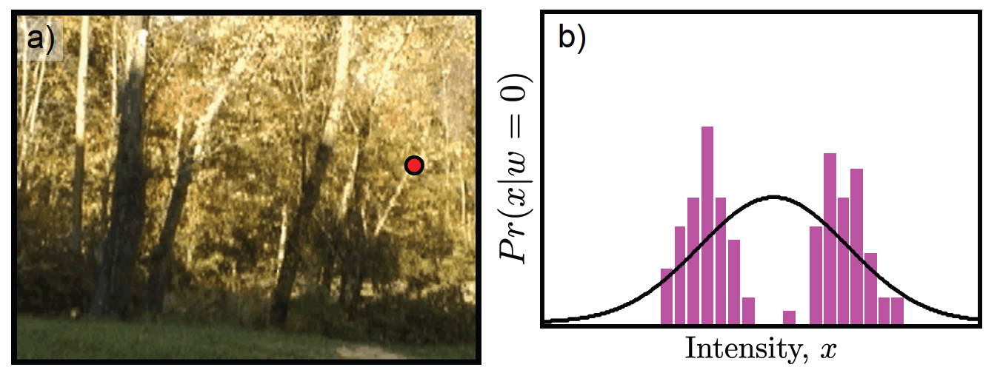 a)
b)
Pr(x|w = 0)
Intensity, x